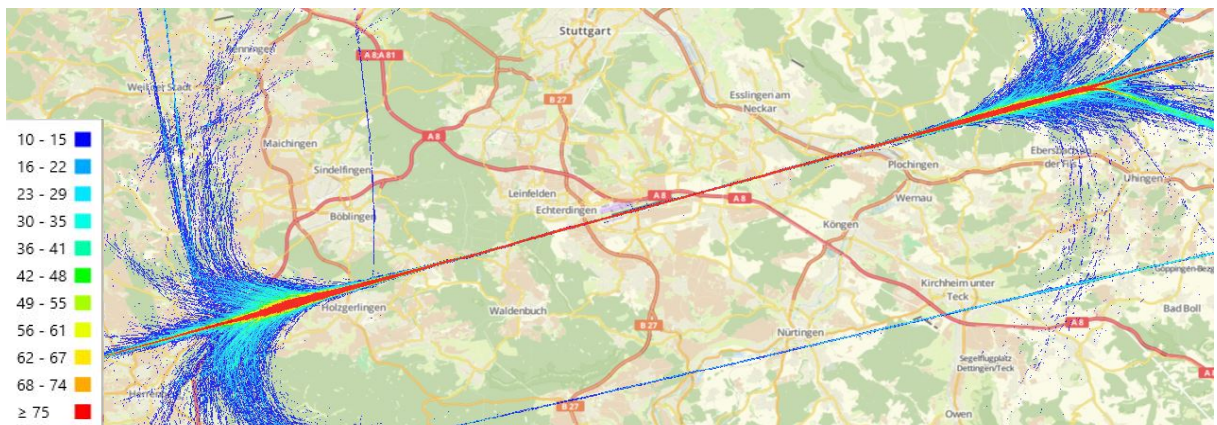 Stuttgart
A 81
Weil der Stadt
B 27
Esslingen am
Neckar
A 8
Maichingen
Sindelfingen
Leinfelden
Echterdingen
A 8
A 8
Plochingen
Wernau
Uhingen
Böblingen
Köngen
Holzgerlingen
Waldenbuch
Kirchheim unter
Teck
Bad Boll
B 27
Nürtingen
A 8
Segelflugplatz
Dettingen/Teck
B 27
Owen
10 - 15
16 - 22
23 - 29
30 - 35
36 - 41
42 - 48
49 - 55
56 - 61
62 - 67
68 - 74
≥ 75